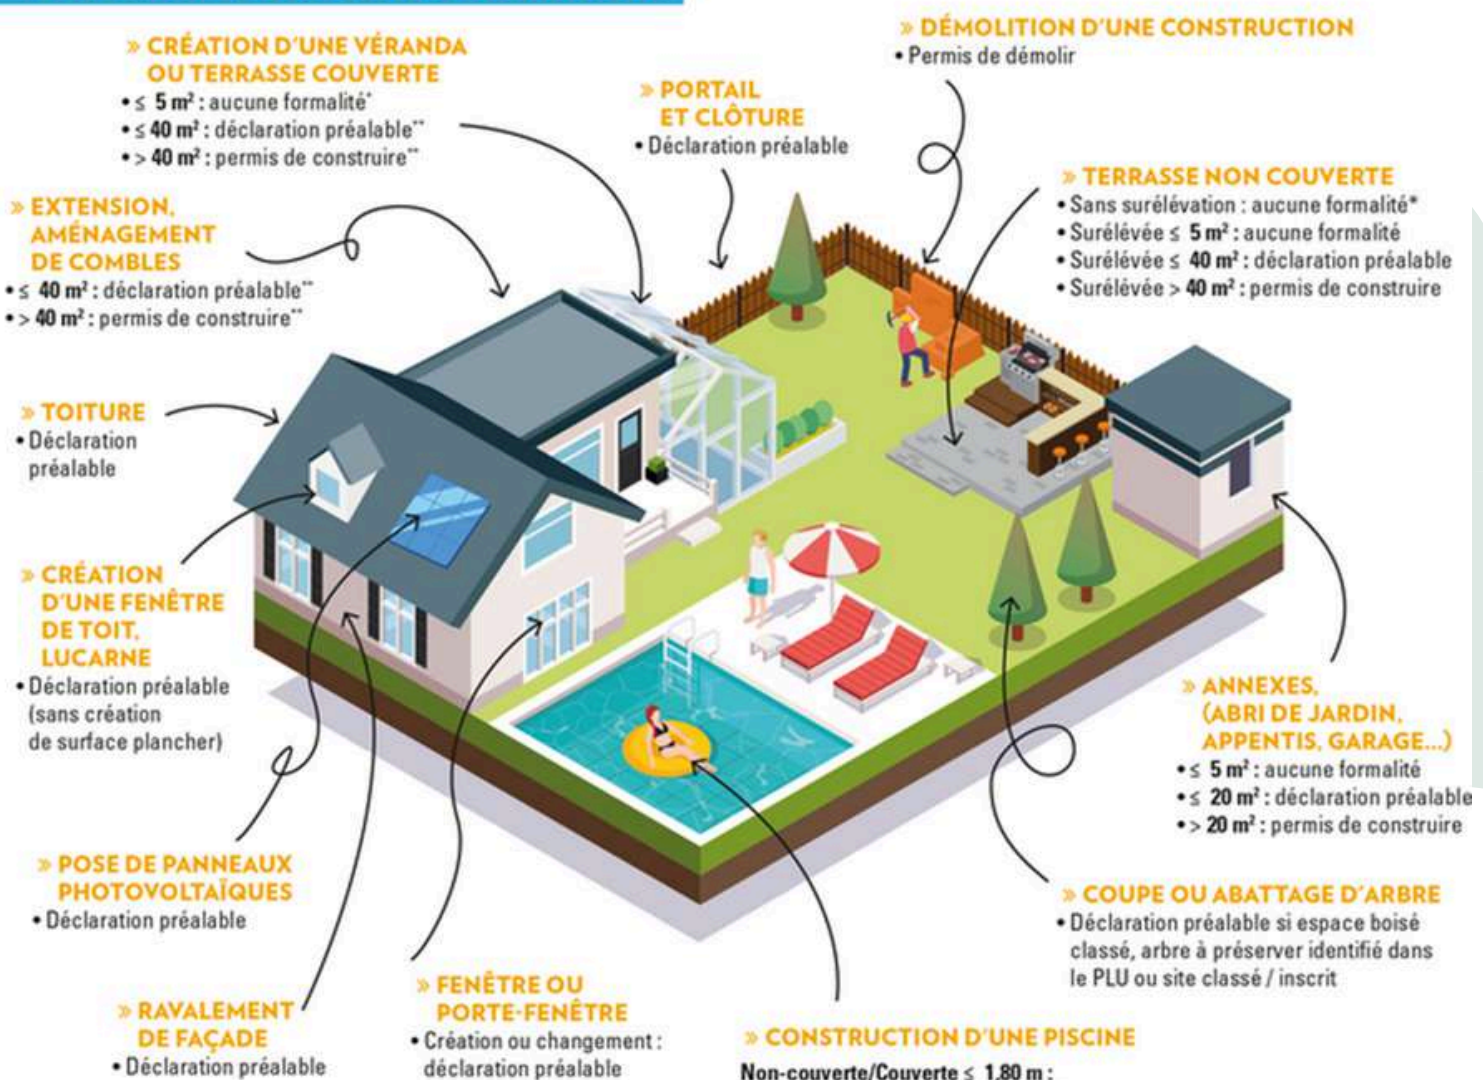 » CRÉATION D'UNE VÉRANDA
OU TERRASSE COUVERTE
• ≤ 5 m² : aucune formalité*
• ≤ 40 m² : déclaration préalable**
• > 40 m² : permis de construire**
» PORTAIL
ET CLÔTURE
• Déclaration préalable
» DÉMOLITION D'UNE CONSTRUCTION
• Permis de démolir
» TERRASSE NON COUVERTE
• Sans surélévation : aucune formalité*
• Surélevée ≤ 5 m² : aucune formalité
• Surélevée ≤ 40 m² : déclaration préalable
• Surélevée > 40 m² : permis de construire
» EXTENSION,
AMÉNAGEMENT
DE COMBLES
• ≤ 40 m² : déclaration préalable**
• > 40 m² : permis de construire**
» TOITURE
• Déclaration
préalable
» CRÉATION
D'UNE FENÊTRE
DE TOIT,
LUCARNE
• Déclaration préalable
(sans création
de surface plancher)
» ANNEXES,
(ABRI DE JARDIN,
APPENTIS, GARAGE...)
• ≤ 5 m² : aucune formalité
• ≤ 20 m² : déclaration préalable
• > 20 m² : permis de construire
» POSE DE PANNEAUX
PHOTOVOLTAÏQUES
• Déclaration préalable
» COUPE OU ABATTAGE D'ARBRE
• Déclaration préalable si espace boisé
classé, arbre à préserver identifié dans
le PLU ou site classé / inscrit
» RAVALEMENT
DE FAÇADE
• Déclaration préalable
» FENÊTRE OU
PORTE-FENÊTRE
• Création ou changement :
déclaration préalable
» CONSTRUCTION D'UNE PISCINE
Non-couverte/Couverte ≤ 1,80 m :